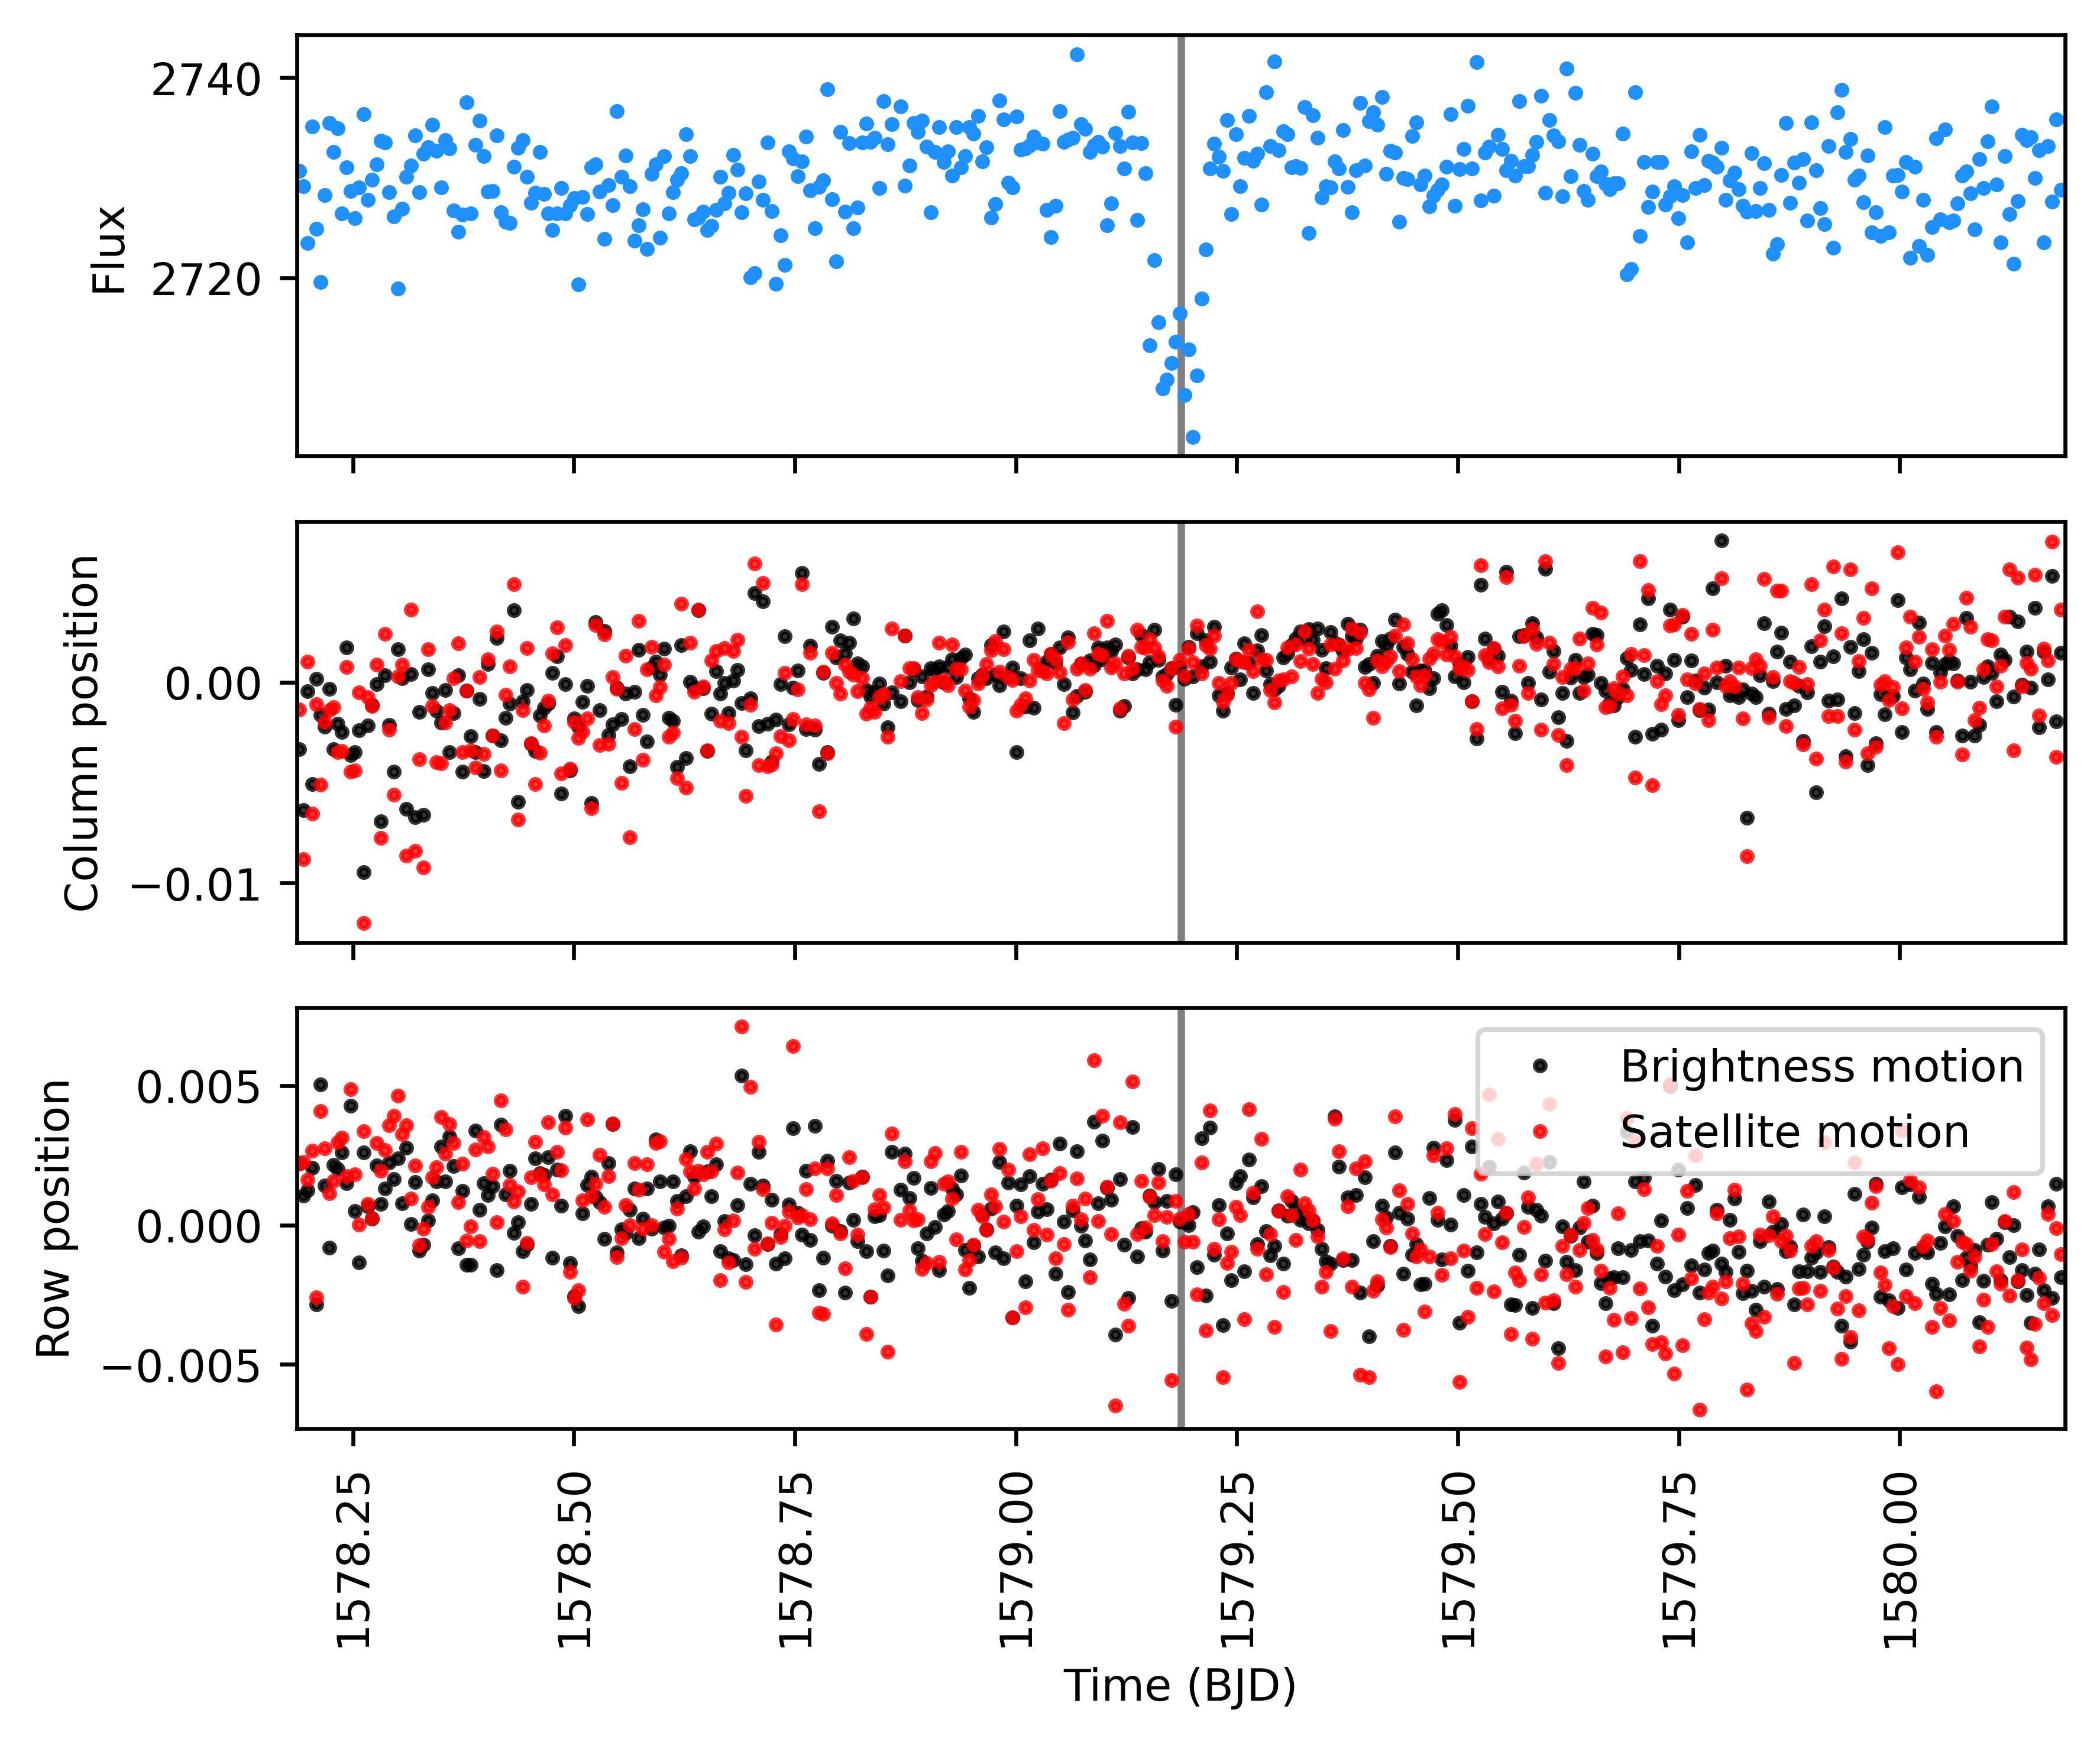 2740
2720
Flux
0.00
−0.01
Column position
0.005
0.000
−0.005
Row position
Brightness motion
Satellite motion
1578.25
1578.50
1578.75
1579.00
1579.25
1579.50
1579.75
1580.00
Time (BJD)